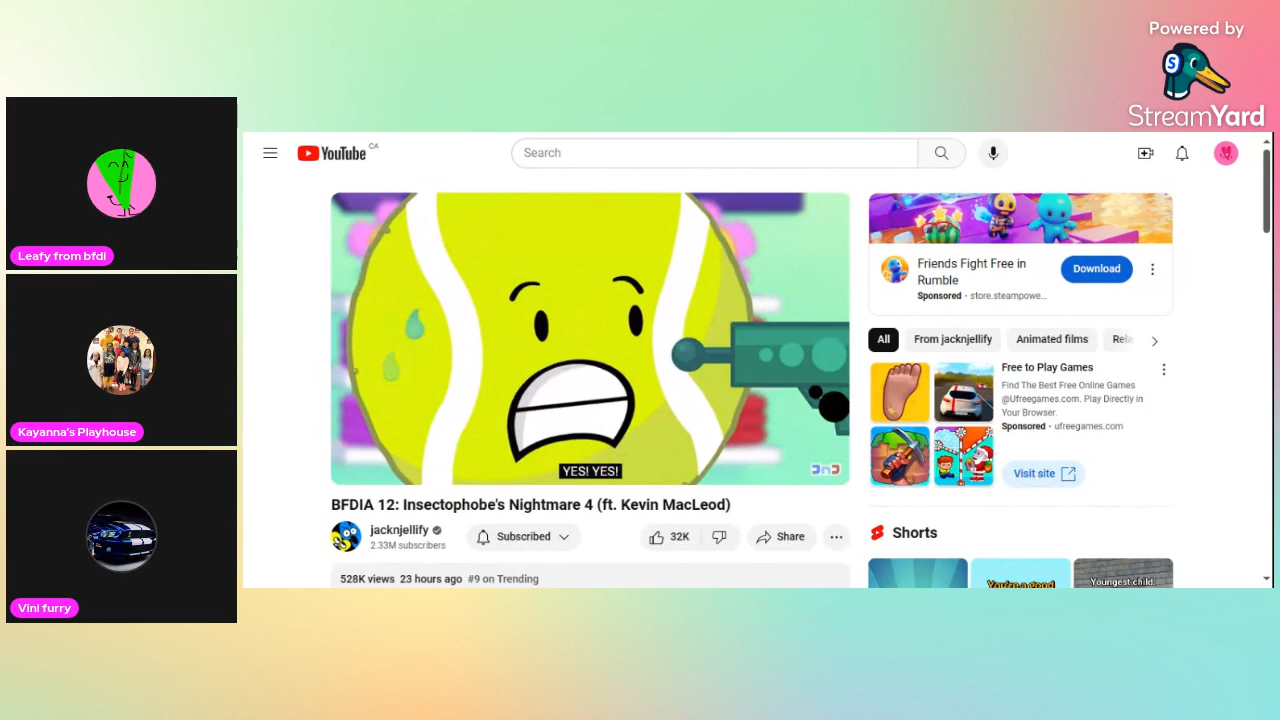 Powered by
StreamYard
Leafy from bfdi
Kayanna's Playhouse
Vini furry
YouTube CA
Search
YES! YES!
BFDIA 12: Insectophobe's Nightmare 4 (ft. Kevin MacLeod)
jacknjellify
2.33M subscribers
Subscribed
32K
Share
528K views 23 hours ago #9 on Trending
Friends Fight Free in
Rumble
Sponsored · store.steampowe...
Download
All
From jacknjellify
Animated films
Rela
Free to Play Games
Find The Best Free Online Games
@Ufreegames.com. Play Directly in
Your Browser.
Sponsored · ufreegames.com
Visit site
Shorts
You're a good
Youngest child: